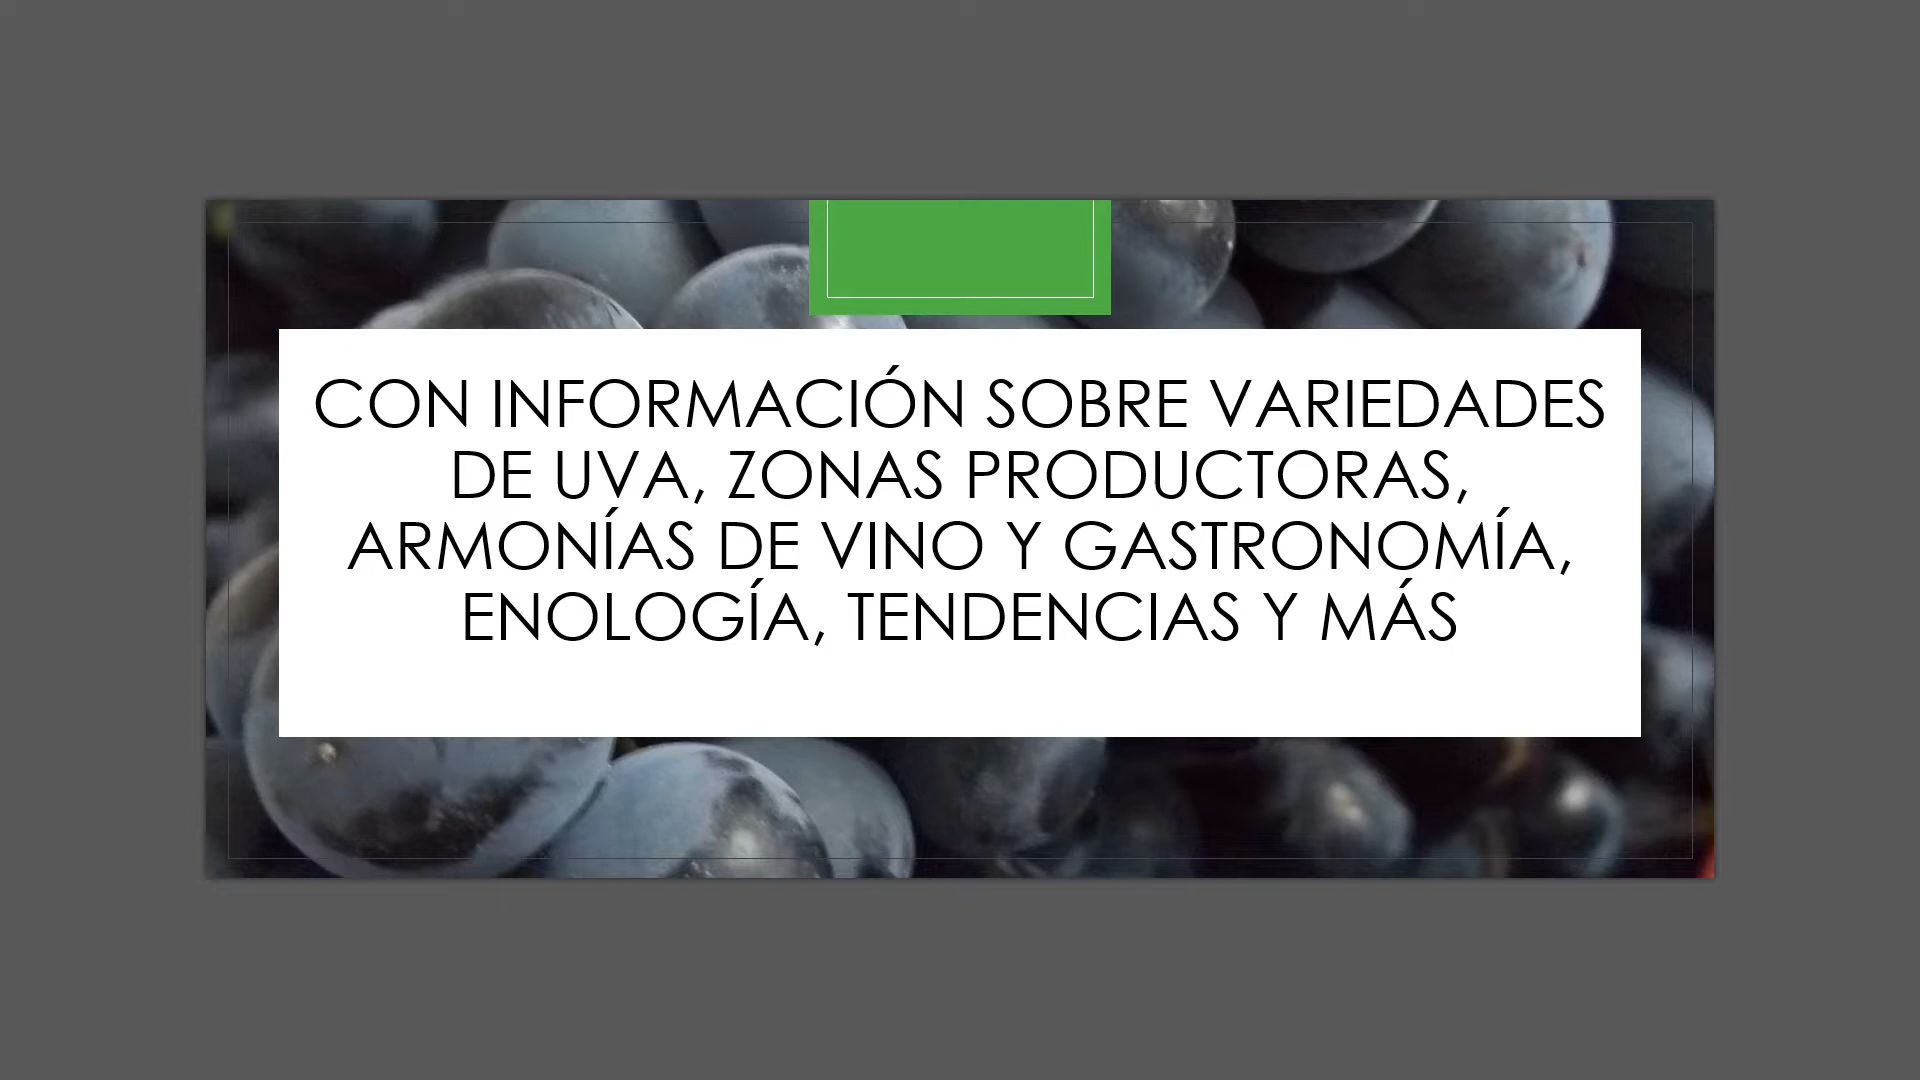 CON INFORMACIÓN SOBRE VARIEDADES
DE UVA, ZONAS PRODUCTORAS,
ARMONÍAS DE VINO Y GASTRONOMÍA,
ENOLOGÍA, TENDENCIAS Y MÁS